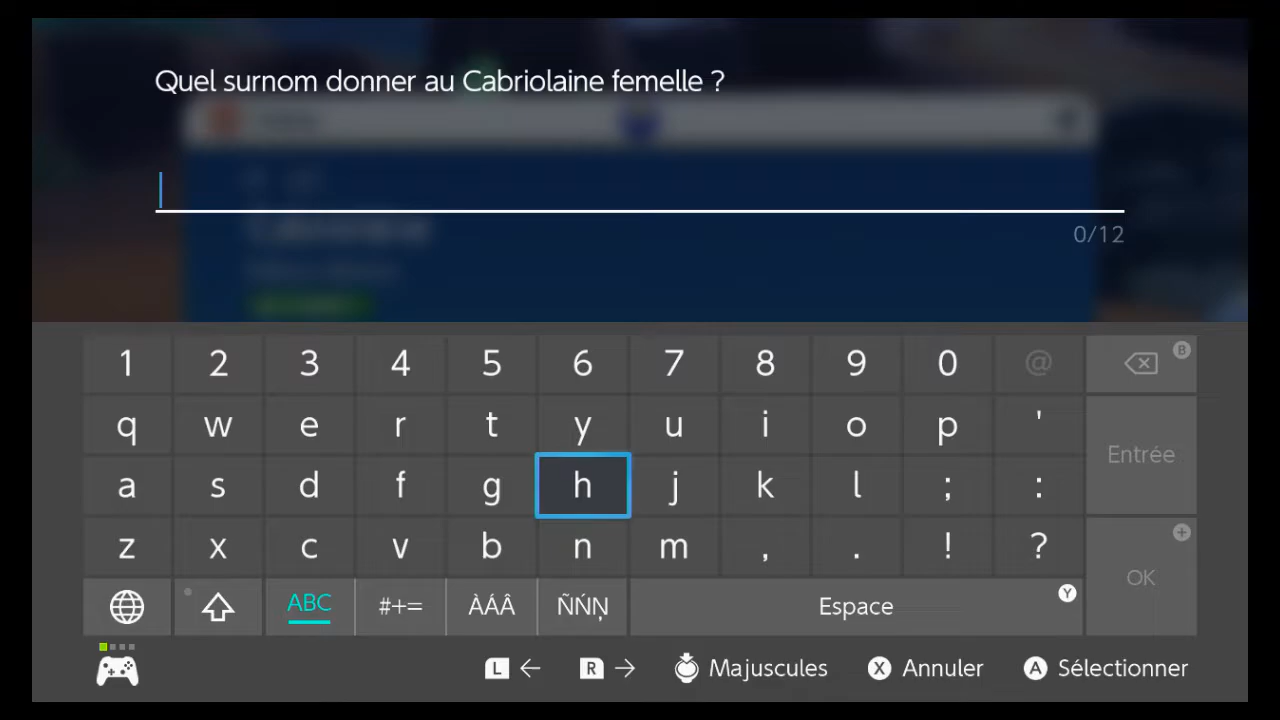 Quel surnom donner au Cabriolaine femelle ?
0/12
1 2 3 4 5 6 7 8 9 0 @ B
q w e r t y u i o p '
Entrée
a s d f g h j k l ; :
z x c v b n m , . ! ?
OK
ABC #+= ÀÁÂ ÑŃŅ Espace Y
L ← R → Majuscules X Annuler A Sélectionner